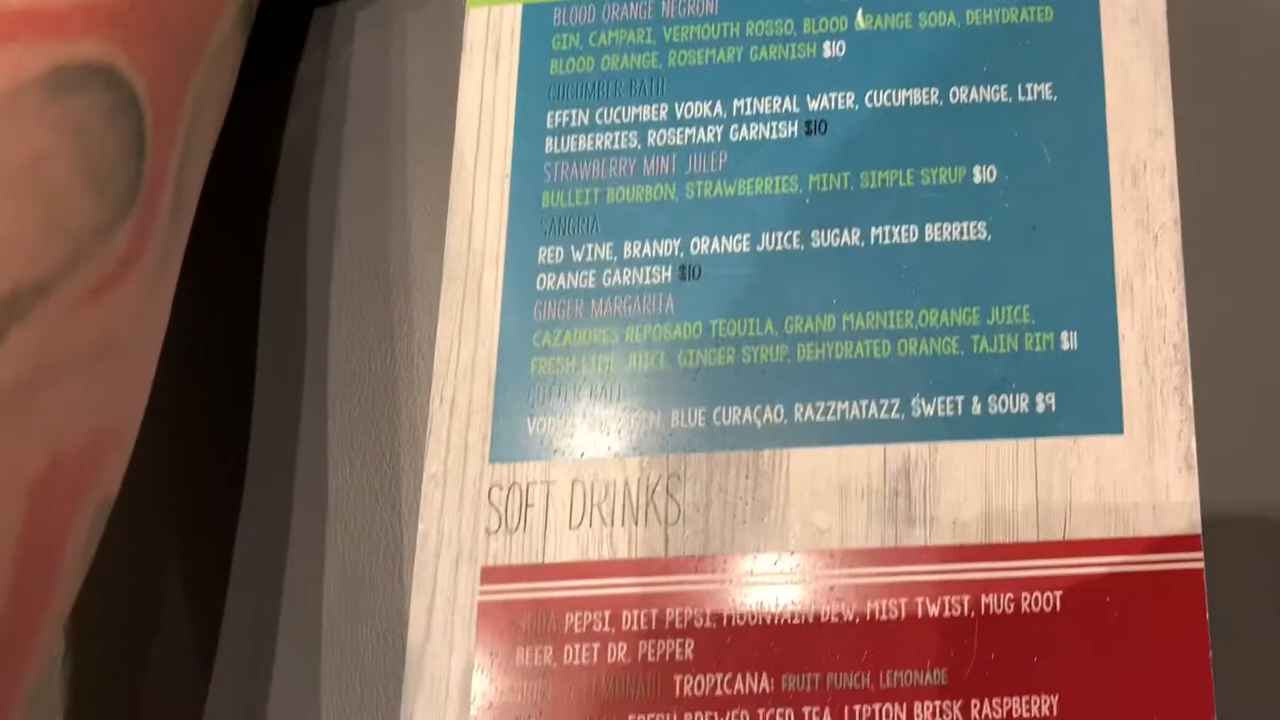 BLOOD ORANGE NEGRONI
GIN, CAMPARI, VERMOUTH ROSSO, BLOOD ORANGE SODA, DEHYDRATED
BLOOD ORANGE, ROSEMARY GARNISH $10
CUCUMBER BATH
EFFIN CUCUMBER VODKA, MINERAL WATER, CUCUMBER, ORANGE, LIME,
BLUEBERRIES, ROSEMARY GARNISH $10
STRAWBERRY MINT JULEP
BULLEIT BOURBON, STRAWBERRIES, MINT, SIMPLE SYRUP $10
SANGRIA
RED WINE, BRANDY, ORANGE JUICE, SUGAR, MIXED BERRIES,
ORANGE GARNISH $10
GINGER MARGARITA
CAZADORES REPOSADO TEQUILA, GRAND MARNIER,ORANGE JUICE,
FRESH LIME JUICE, GINGER SYRUP, DEHYDRATED ORANGE, TAJIN RIM $11
BLUE CURAÇAO, RAZZMATAZZ, SWEET & SOUR $9
SOFT DRINKS
SODA PEPSI, DIET PEPSI, MOUNTAIN DEW, MIST TWIST, MUG ROOT
BEER, DIET DR. PEPPER
LEMONADE TROPICANA: FRUIT PUNCH, LEMONADE
FRESH BREWED ICED TEA, LIPTON BRISK RASPBERRY